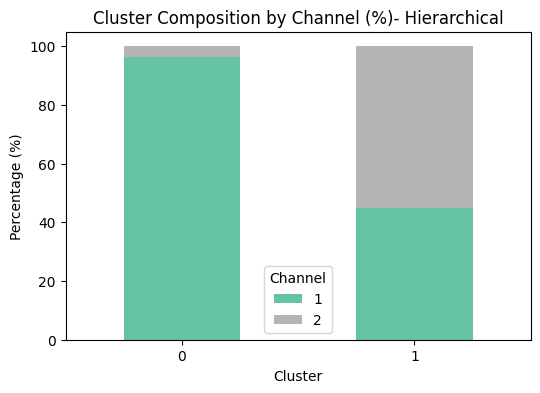 Cluster Composition by Channel (%)- Hierarchical
Percentage (%)
100
80
60
40
20
0
Channel
1
2
0
1
Cluster